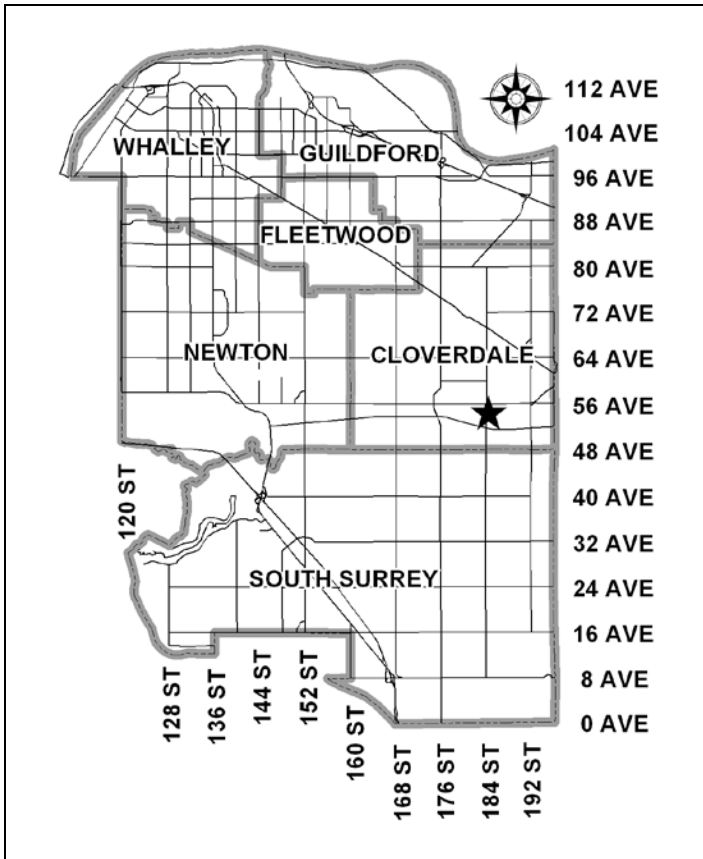 112 AVE
104 AVE
WHALLEY
GUILDFORD
96 AVE
88 AVE
FLEETWOOD
80 AVE
72 AVE
NEWTON
CLOVERDALE
64 AVE
56 AVE
48 AVE
120 ST
40 AVE
32 AVE
SOUTH SURREY
24 AVE
16 AVE
8 AVE
0 AVE
128 ST
136 ST
144 ST
152 ST
160 ST
168 ST
176 ST
184 ST
192 ST